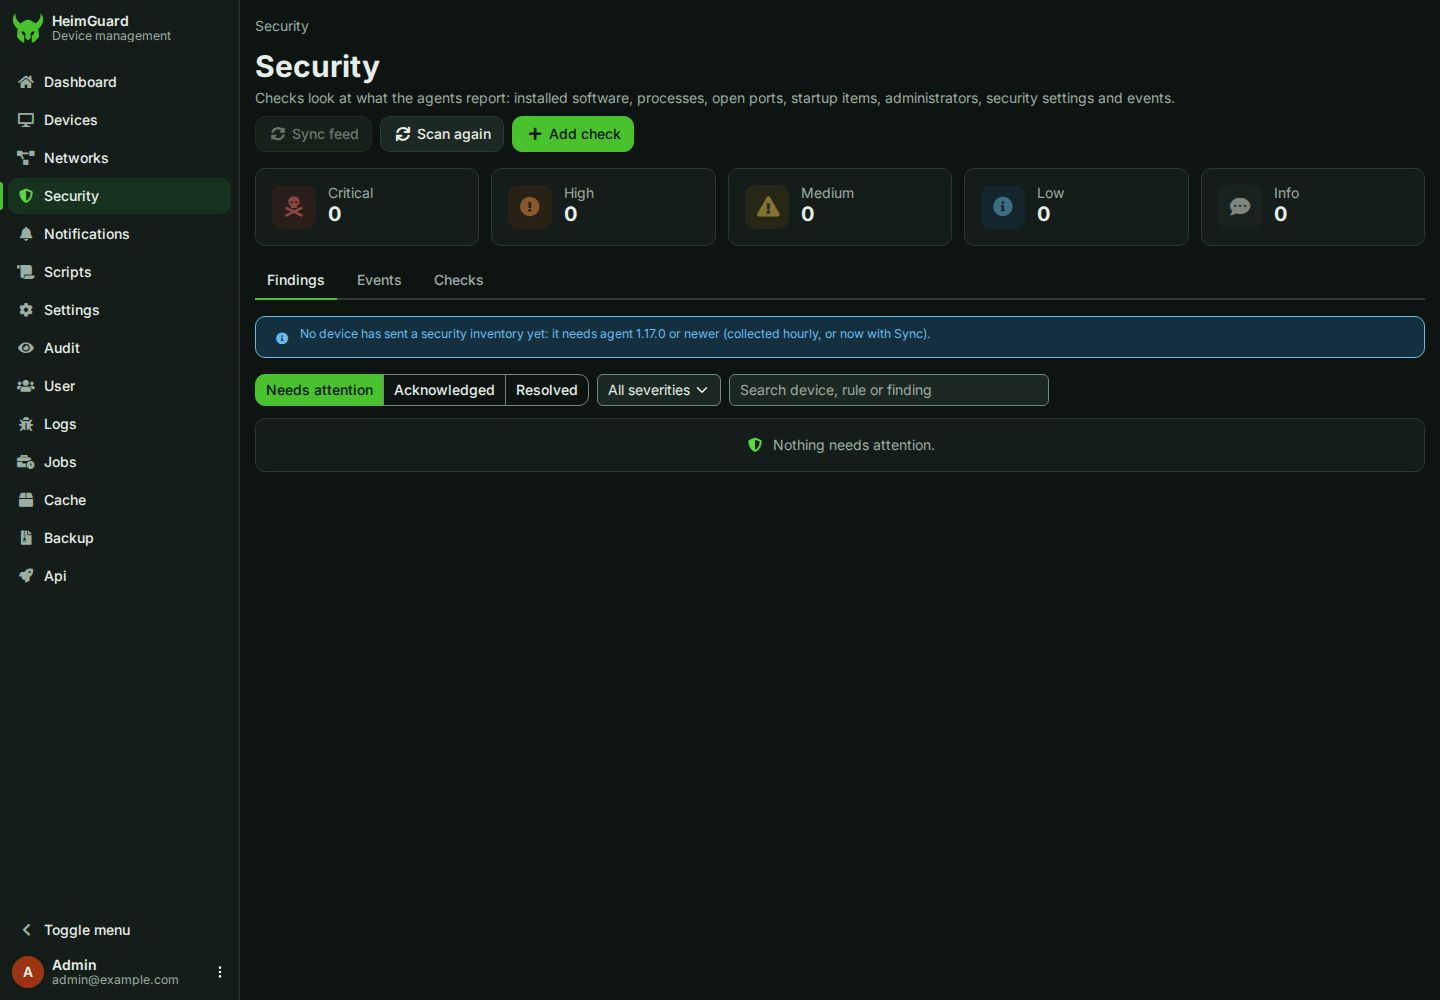 HeimGuard
Device management
Dashboard
Devices
Networks
Security
Notifications
Scripts
Settings
Audit
User
Logs
Jobs
Cache
Backup
Api
Toggle menu
A
Admin
admin@example.com
Security
Security
Checks look at what the agents report: installed software, processes, open ports, startup items, administrators, security settings and events.
Sync feed Scan again Add check
Critical
0
High
0
Medium
0
Low
0
Info
0
Findings Events Checks
No device has sent a security inventory yet: it needs agent 1.17.0 or newer (collected hourly, or now with Sync).
Needs attention Acknowledged Resolved All severities Search device, rule or finding
Nothing needs attention.